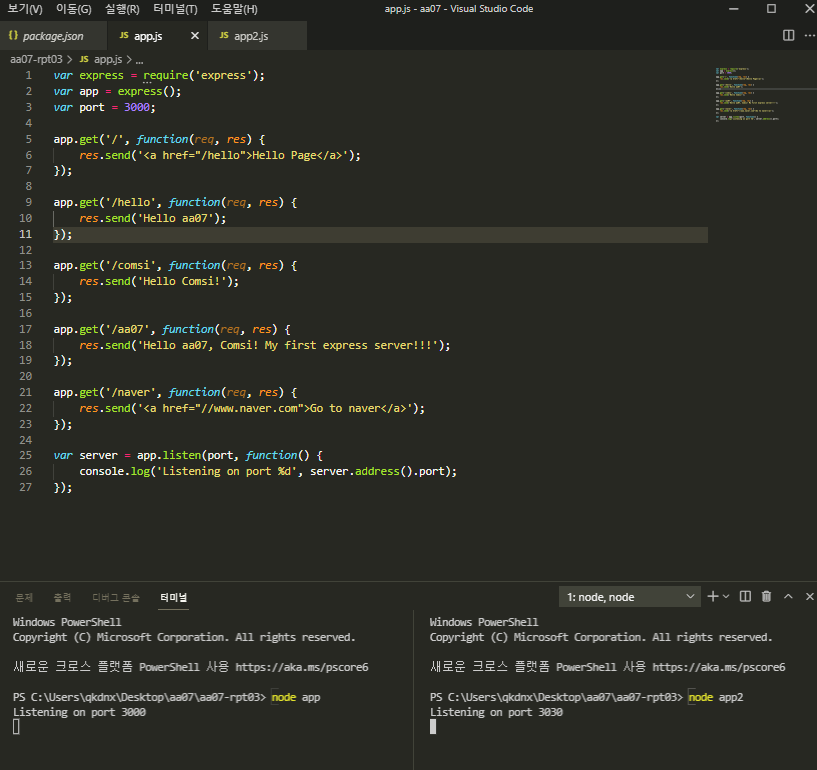 보기(V) 이동(G) 실행(R) 터미널(T) 도움말(H) app.js - aa07 - Visual Studio Code
{} package.json JS app.js × JS app2.js ...
aa07-rpt03 > JS app.js > ...
1 var express = require('express');
2 var app = express();
3 var port = 3000;
4
5 app.get('/', function(req, res) {
6 res.send('<a href="/hello">Hello Page</a>');
7 });
8
9 app.get('/hello', function(req, res) {
10 res.send('Hello aa07');
11 });
12
13 app.get('/comsi', function(req, res) {
14 res.send('Hello Comsi!');
15 });
16
17 app.get('/aa07', function(req, res) {
18 res.send('Hello aa07, Comsi! My first express server!!!');
19 });
20
21 app.get('/naver', function(req, res) {
22 res.send('<a href="//www.naver.com">Go to naver</a>');
23 });
24
25 var server = app.listen(port, function() {
26 console.log('Listening on port %d', server.address().port);
27 });
문제 출력 디버그 콘솔 터미널 1: node, node
Windows PowerShell
Copyright (C) Microsoft Corporation. All rights reserved.
새로운 크로스 플랫폼 PowerShell 사용 https://aka.ms/pscore6
PS C:\Users\qkdnx\Desktop\aa07\aa07-rpt03> node app
Listening on port 3000
Windows PowerShell
Copyright (C) Microsoft Corporation. All rights reserved.
새로운 크로스 플랫폼 PowerShell 사용 https://aka.ms/pscore6
PS C:\Users\qkdnx\Desktop\aa07\aa07-rpt03> node app2
Listening on port 3030